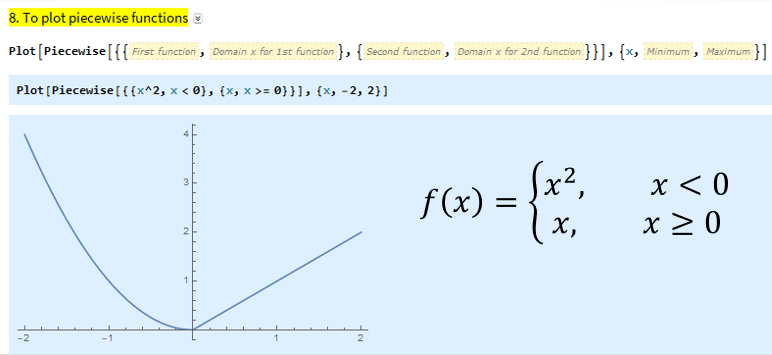 8. To plot piecewise functions
Plot[Piecewise[{{ First function , Domain x for 1st function }, { Second function , Domain x for 2nd function }}], {x, Minimum , Maximum }]
Plot[Piecewise[{{x^2, x < 0}, {x, x >= 0}}], {x, -2, 2}]
4
3
2
1
-2 -1 1 2
f(x) = { x², x < 0
x, x ≥ 0